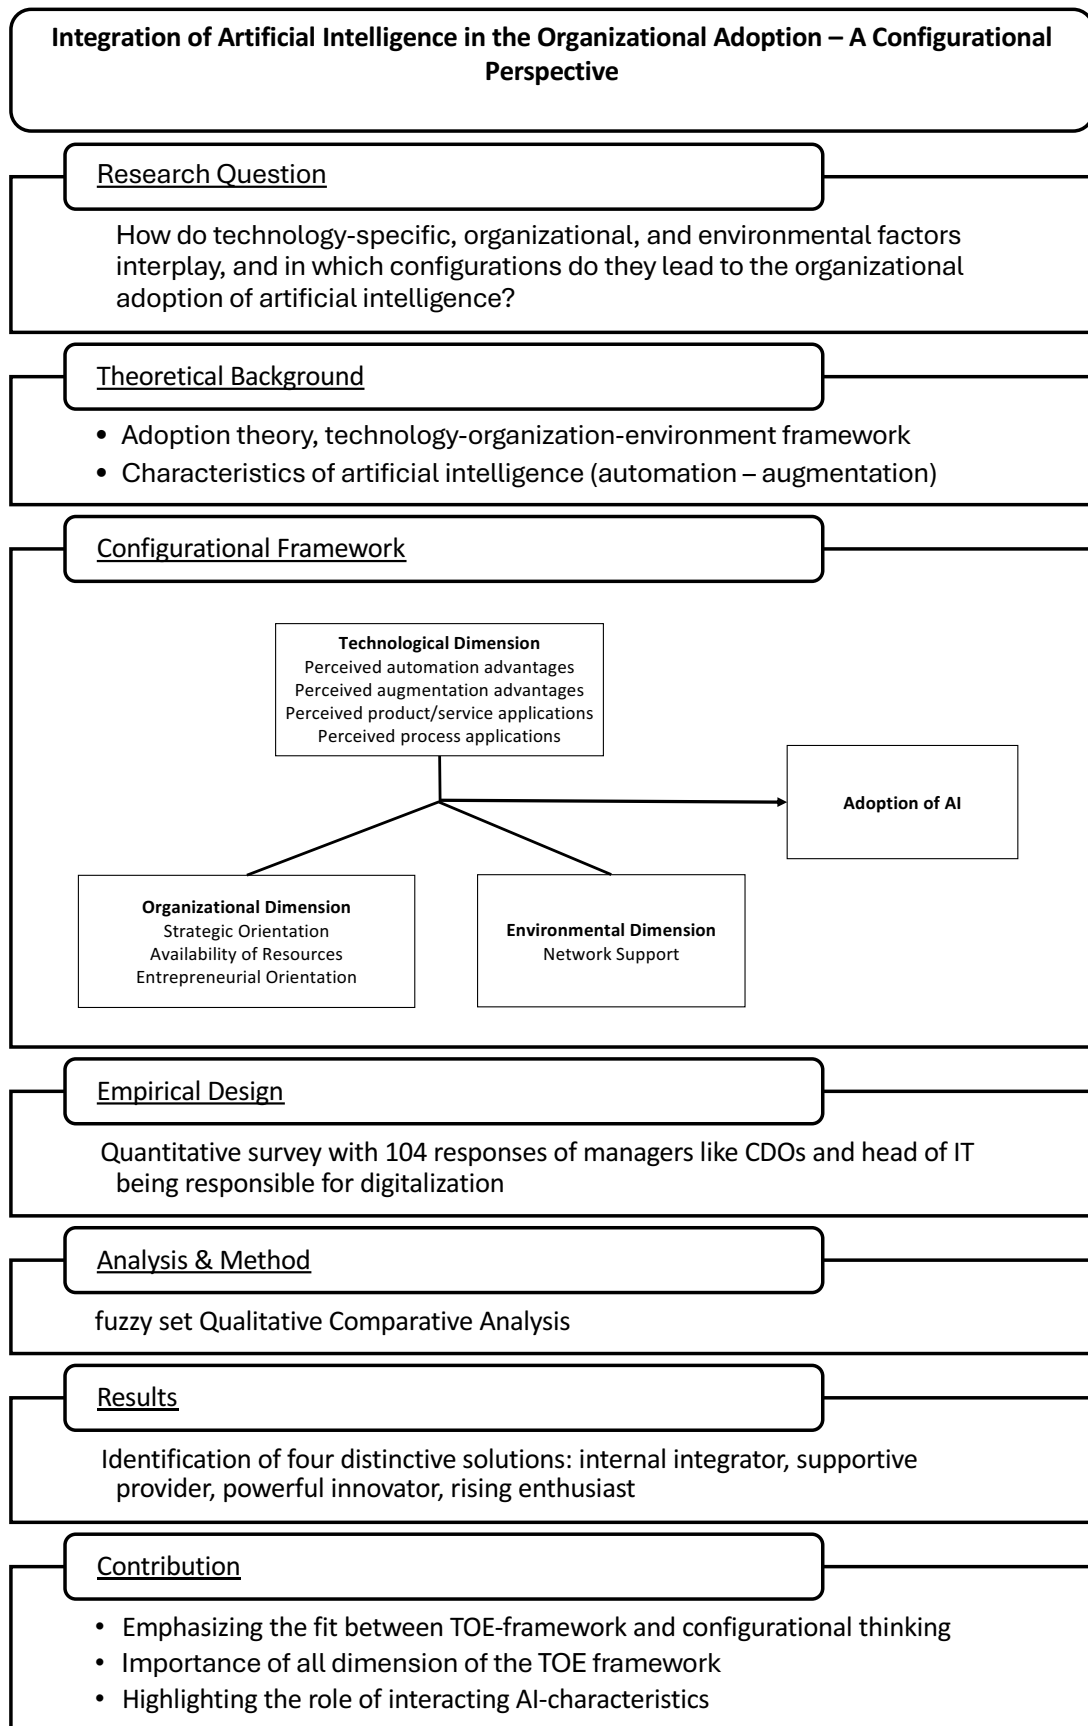 Integration of Artificial Intelligence in the Organizational Adoption – A Configurational
Perspective
Research Question
How do technology-specific, organizational, and environmental factors
interplay, and in which configurations do they lead to the organizational
adoption of artificial intelligence?
Theoretical Background
• Adoption theory, technology-organization-environment framework
• Characteristics of artificial intelligence (automation – augmentation)
Configurational Framework
Technological Dimension
Perceived automation advantages
Perceived augmentation advantages
Perceived product/service applications
Perceived process applications
Adoption of AI
Organizational Dimension
Strategic Orientation
Availability of Resources
Entrepreneurial Orientation
Environmental Dimension
Network Support
Empirical Design
Quantitative survey with 104 responses of managers like CDOs and head of IT
being responsible for digitalization
Analysis & Method
fuzzy set Qualitative Comparative Analysis
Results
Identification of four distinctive solutions: internal integrator, supportive
provider, powerful innovator, rising enthusiast
Contribution
• Emphasizing the fit between TOE-framework and configurational thinking
• Importance of all dimension of the TOE framework
• Highlighting the role of interacting AI-characteristics